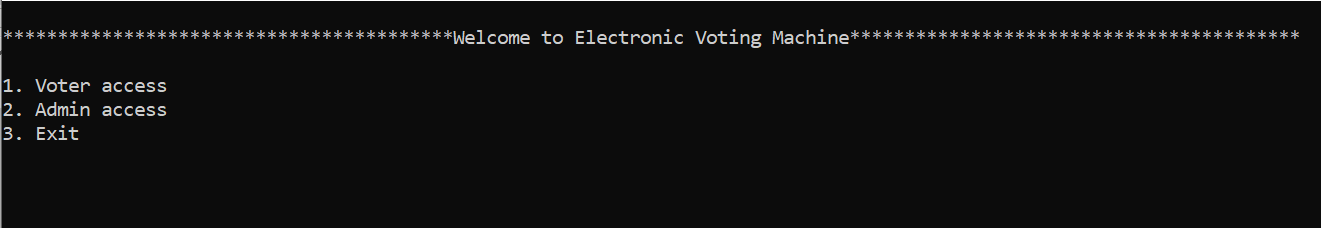 *****************************************Welcome to Electronic Voting Machine*****************************************
1. Voter access
2. Admin access
3. Exit